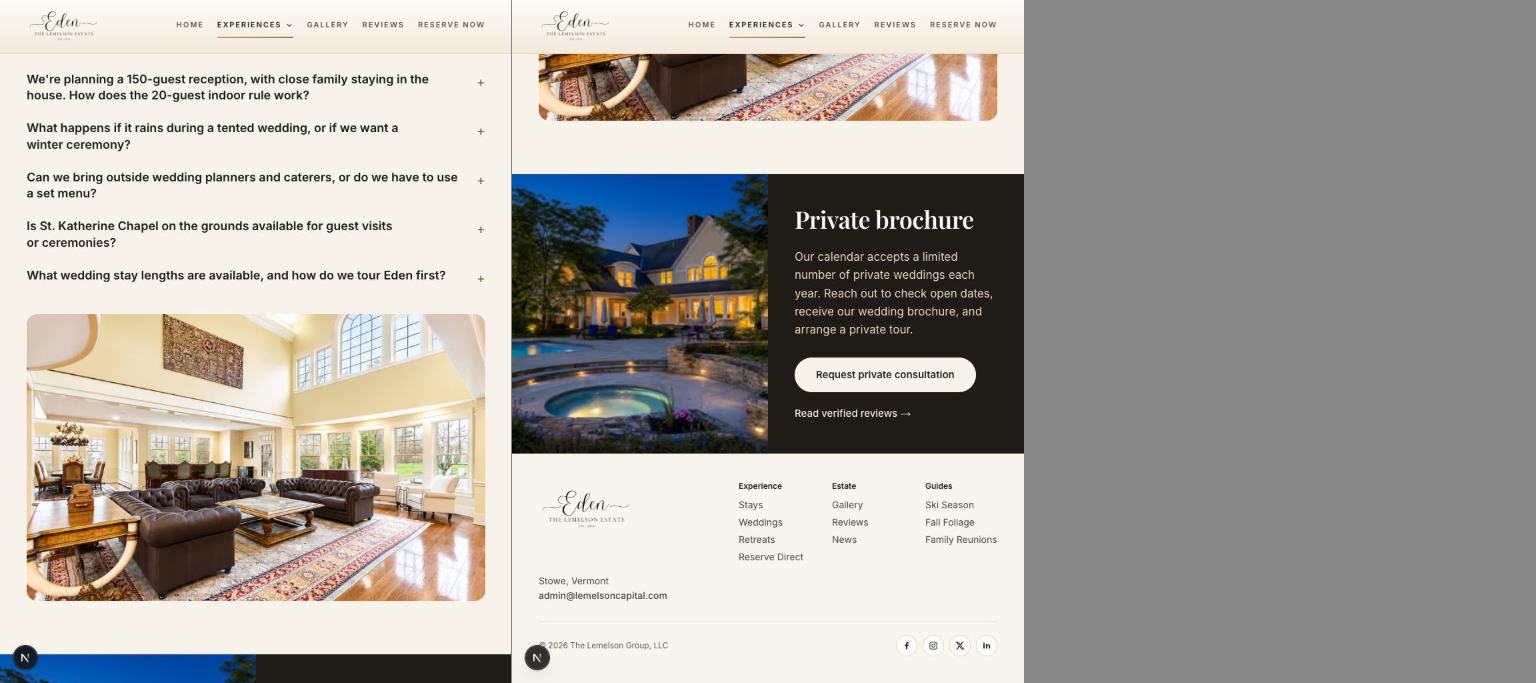 Eden
THE LEMELSON ESTATE
HOME EXPERIENCES GALLERY REVIEWS RESERVE NOW
We're planning a 150-guest reception, with close family staying in the
house. How does the 20-guest indoor rule work?
+
What happens if it rains during a tented wedding, or if we want a
winter ceremony?
+
Can we bring outside wedding planners and caterers, or do we have to use
a set menu?
+
Is St. Katherine Chapel on the grounds available for guest visits
or ceremonies?
+
What wedding stay lengths are available, and how do we tour Eden first?
+
N
Eden
THE LEMELSON ESTATE
HOME EXPERIENCES GALLERY REVIEWS RESERVE NOW
Private brochure
Our calendar accepts a limited
number of private weddings each
year. Reach out to check open dates,
receive our wedding brochure, and
arrange a private tour.
Request private consultation
Read verified reviews →
Eden
THE LEMELSON ESTATE
Experience
Stays
Weddings
Retreats
Reserve Direct
Estate
Gallery
Reviews
News
Guides
Ski Season
Fall Foliage
Family Reunions
Stowe, Vermont
admin@lemelsoncapital.com
© 2026 The Lemelson Group, LLC
N